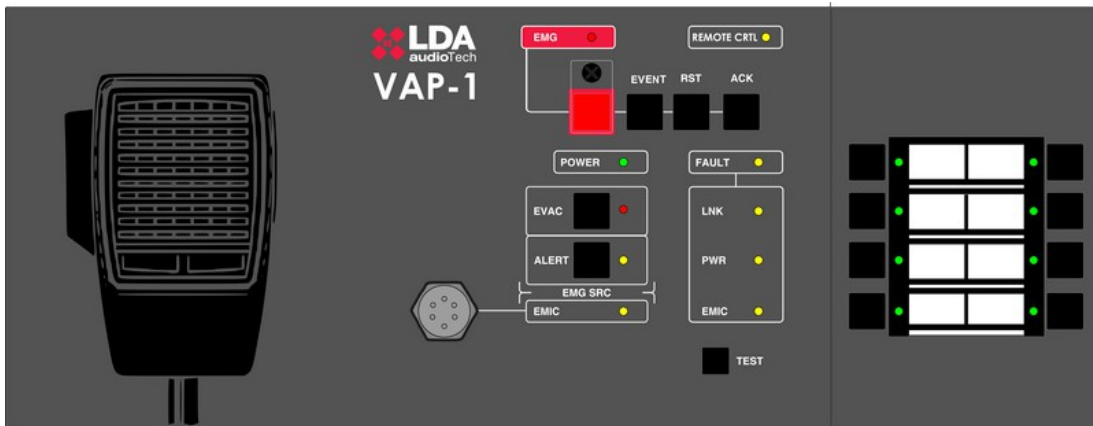 LDA
audioTech
VAP-1
EMG
REMOTE CRTL
EVENT
RST
ACK
POWER
FAULT
EVAC
LNK
ALERT
PWR
EMG SRC
EMIC
EMIC
TEST